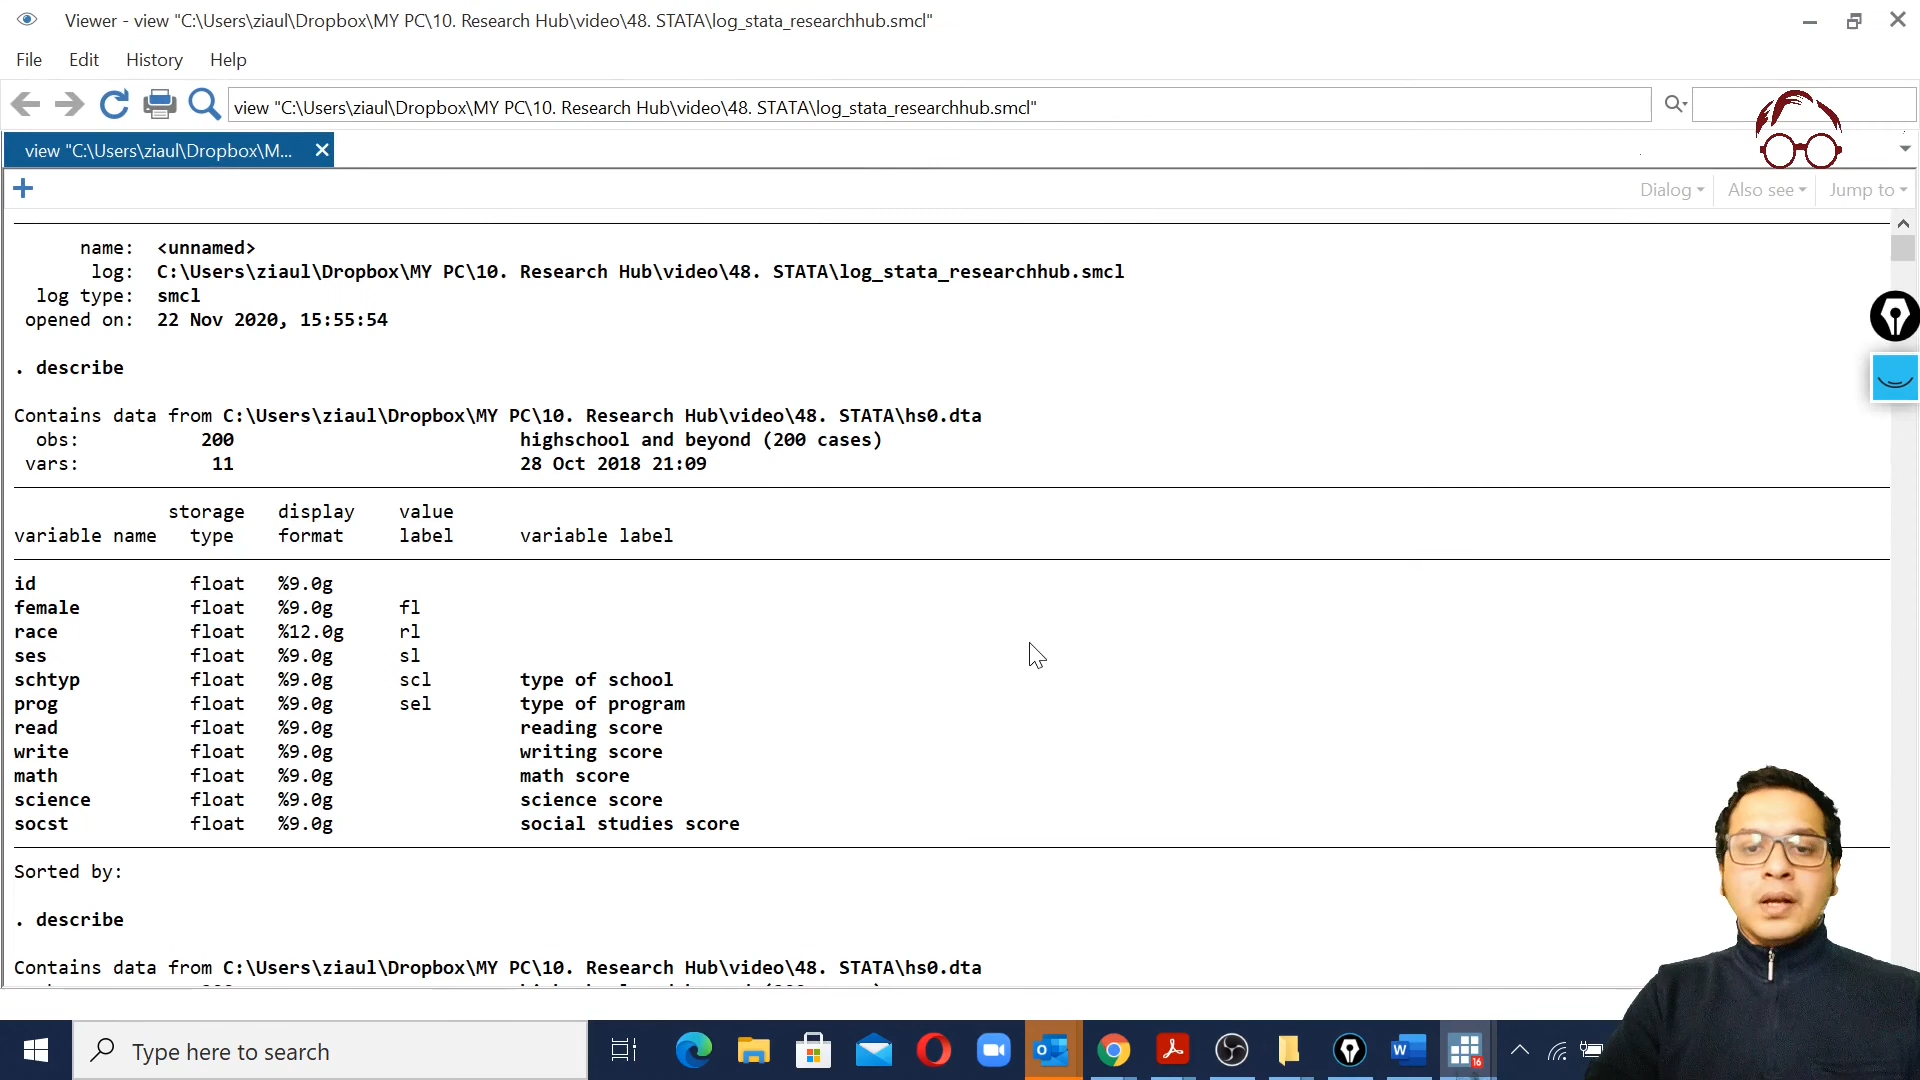 Viewer - view "C:\Users\ziaul\Dropbox\MY PC\10. Research Hub\video\48. STATA\log_stata_researchhub.smcl"
File Edit History Help
view "C:\Users\ziaul\Dropbox\MY PC\10. Research Hub\video\48. STATA\log_stata_researchhub.smcl"
view "C:\Users\ziaul\Dropbox\M...
Dialog Also see Jump to
name: <unnamed>
log: C:\Users\ziaul\Dropbox\MY PC\10. Research Hub\video\48. STATA\log_stata_researchhub.smcl
log type: smcl
opened on: 22 Nov 2020, 15:55:54
. describe
Contains data from C:\Users\ziaul\Dropbox\MY PC\10. Research Hub\video\48. STATA\hs0.dta
obs: 200 highschool and beyond (200 cases)
vars: 11 28 Oct 2018 21:09
storage display value
variable name type format label variable label
id float %9.0g
female float %9.0g fl
race float %12.0g rl
ses float %9.0g sl
schtyp float %9.0g scl type of school
prog float %9.0g sel type of program
read float %9.0g reading score
write float %9.0g writing score
math float %9.0g math score
science float %9.0g science score
socst float %9.0g social studies score
Sorted by:
. describe
Contains data from C:\Users\ziaul\Dropbox\MY PC\10. Research Hub\video\48. STATA\hs0.dta
Type here to search
16